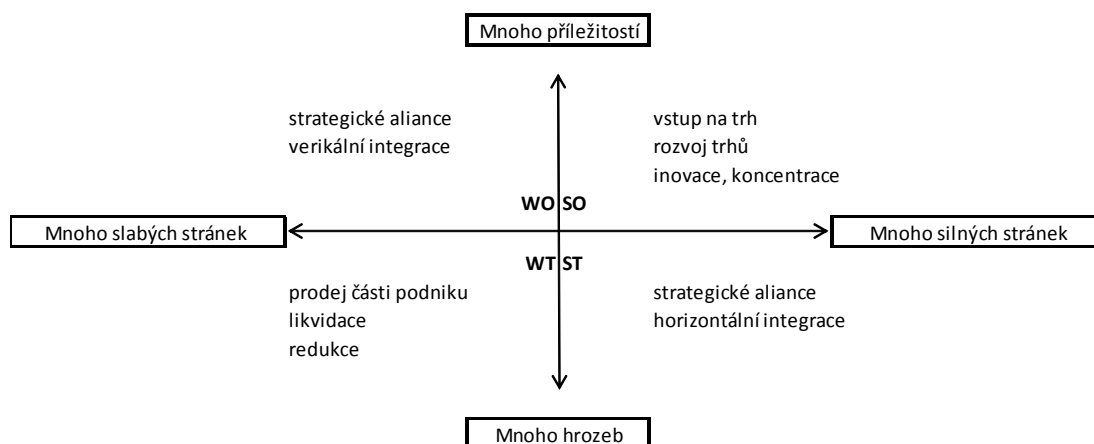 Mnoho příležitostí
strategické aliance
verikální integrace
vstup na trh
rozvoj trhů
inovace, koncentrace
WO SO
Mnoho slabých stránek
Mnoho silných stránek
WT ST
prodej části podniku
likvidace
redukce
strategické aliance
horizontální integrace
Mnoho hrozeb